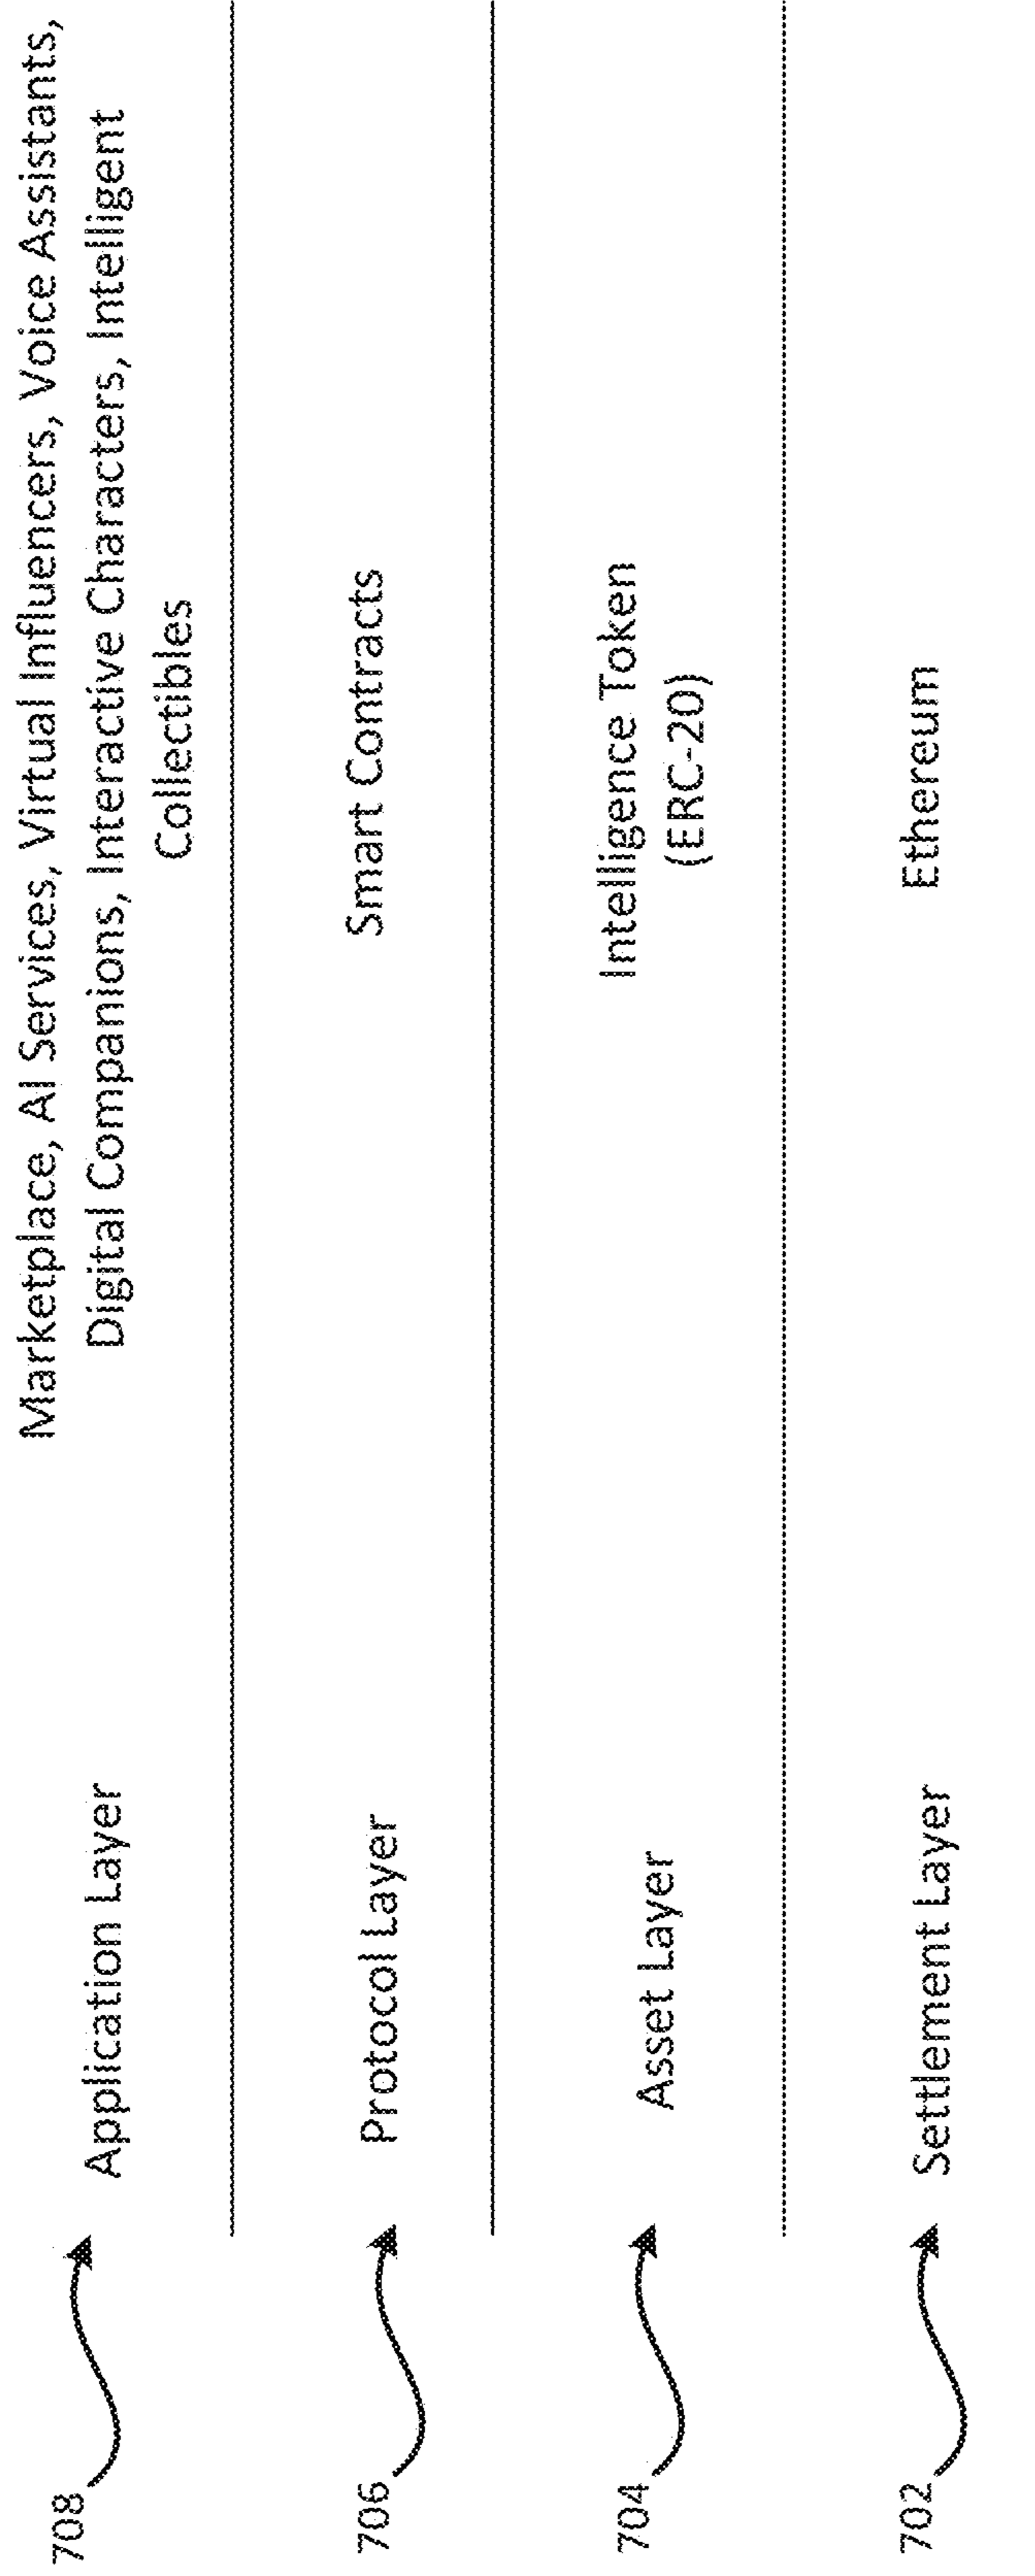 708
Application Layer
Marketplace, AI Services, Virtual Influencers, Voice Assistants,
Digital Companions, Interactive Characters, Intelligent
Collectibles
706
Protocol Layer
Smart Contracts
704
Asset Layer
Intelligence Token
(ERC-20)
702
Settlement Layer
Ethereum